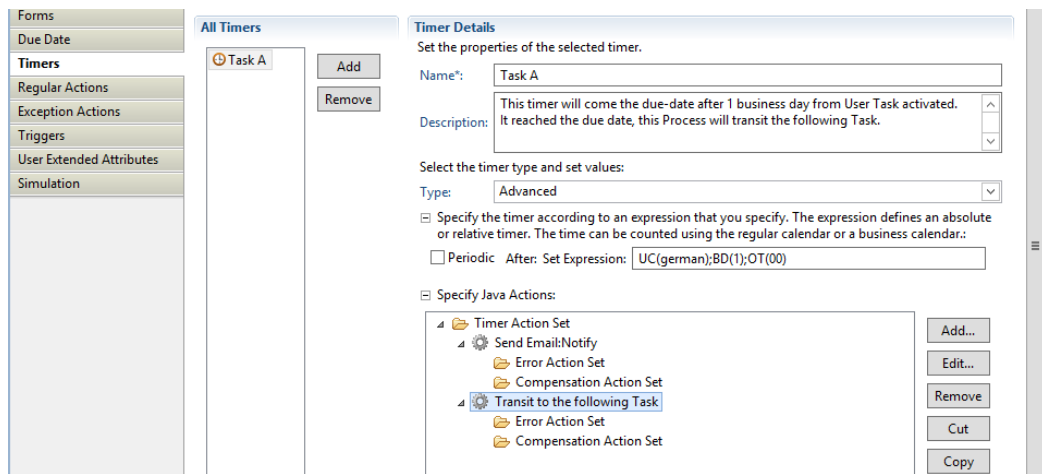 Forms
Due Date
Timers
Regular Actions
Exception Actions
Triggers
User Extended Attributes
Simulation
All Timers
Task A
Add
Remove
Timer Details
Set the properties of the selected timer.
Name*:
Task A
Description:
This timer will come the due-date after 1 business day from User Task activated.
It reached the due date, this Process will transit the following Task.
Select the timer type and set values:
Type:
Advanced
Specify the timer according to an expression that you specify. The expression defines an absolute
or relative timer. The time can be counted using the regular calendar or a business calendar.:
Periodic After: Set Expression: UC(german);BD(1);OT(00)
Specify Java Actions:
Timer Action Set
Send Email:Notify
Error Action Set
Compensation Action Set
Transit to the following Task
Error Action Set
Compensation Action Set
Add...
Edit...
Remove
Cut
Copy